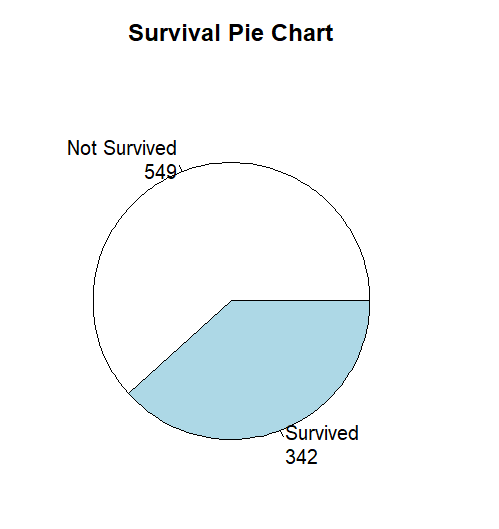 Survival Pie Chart
Not Survived
549
Survived
342